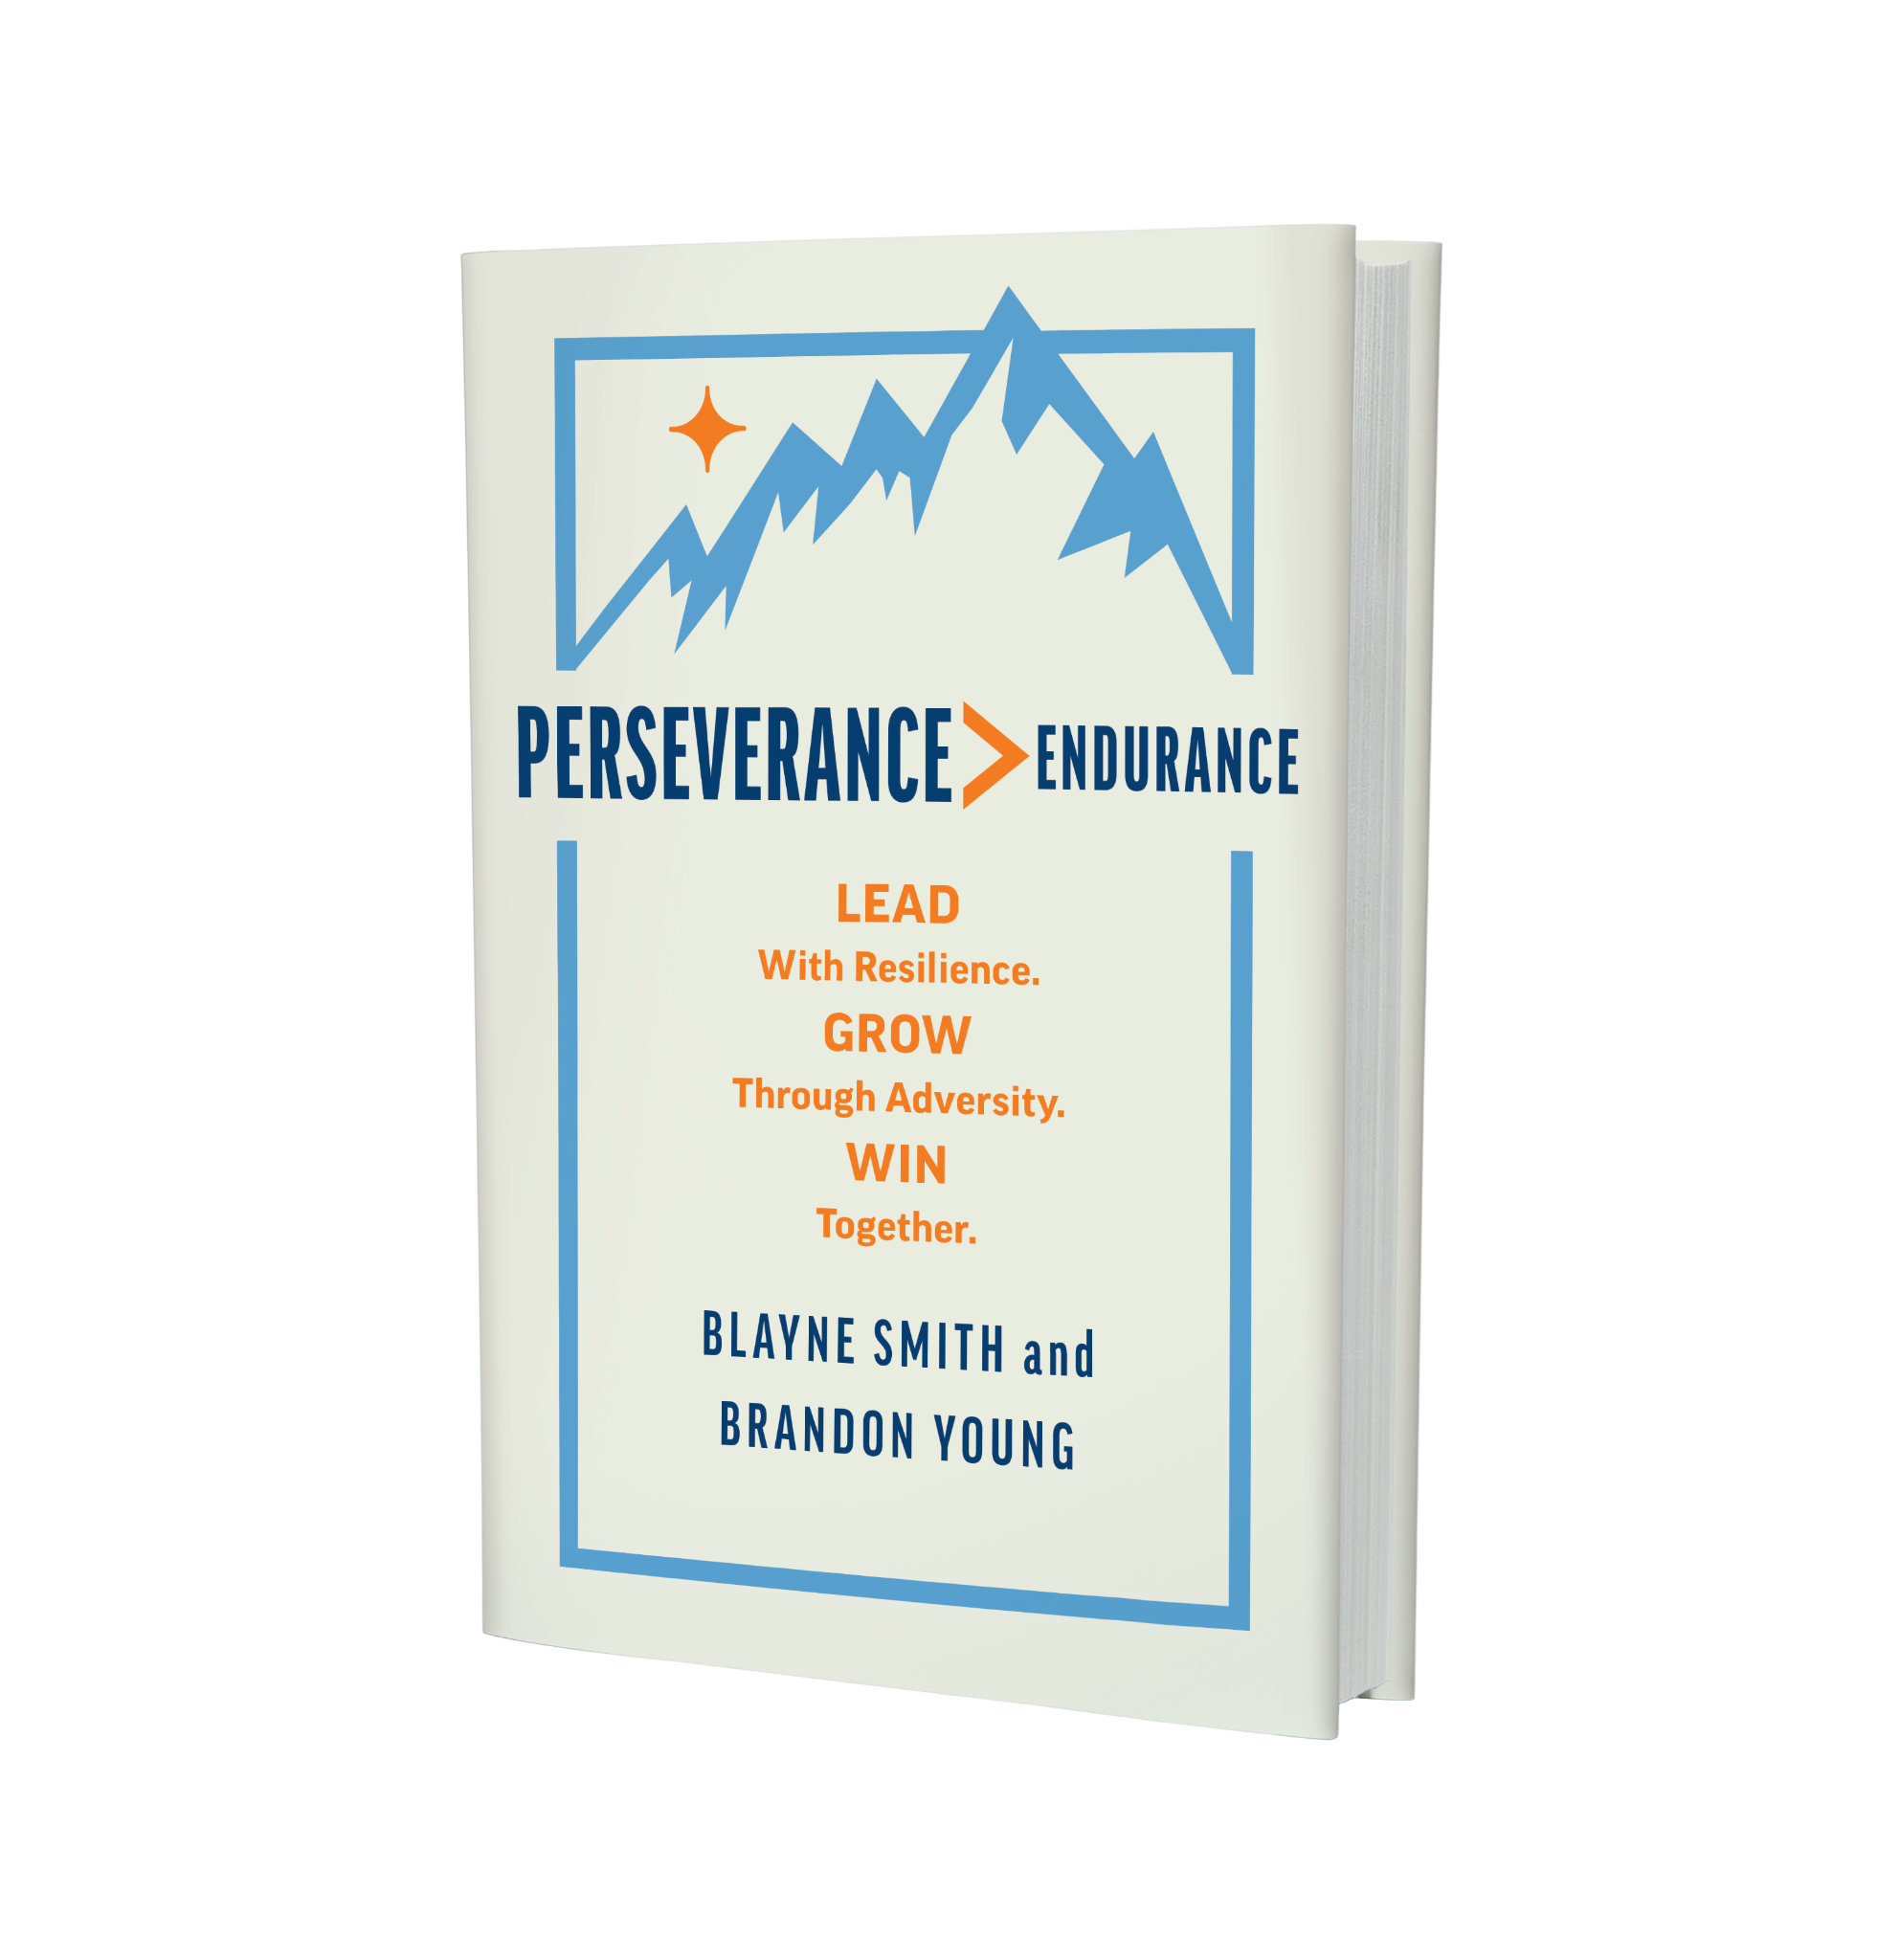 PERSEVERANCE > ENDURANCE
LEAD
With Resilience.
GROW
Through Adversity.
WIN
Together.
BLAYNE SMITH and
BRANDON YOUNG